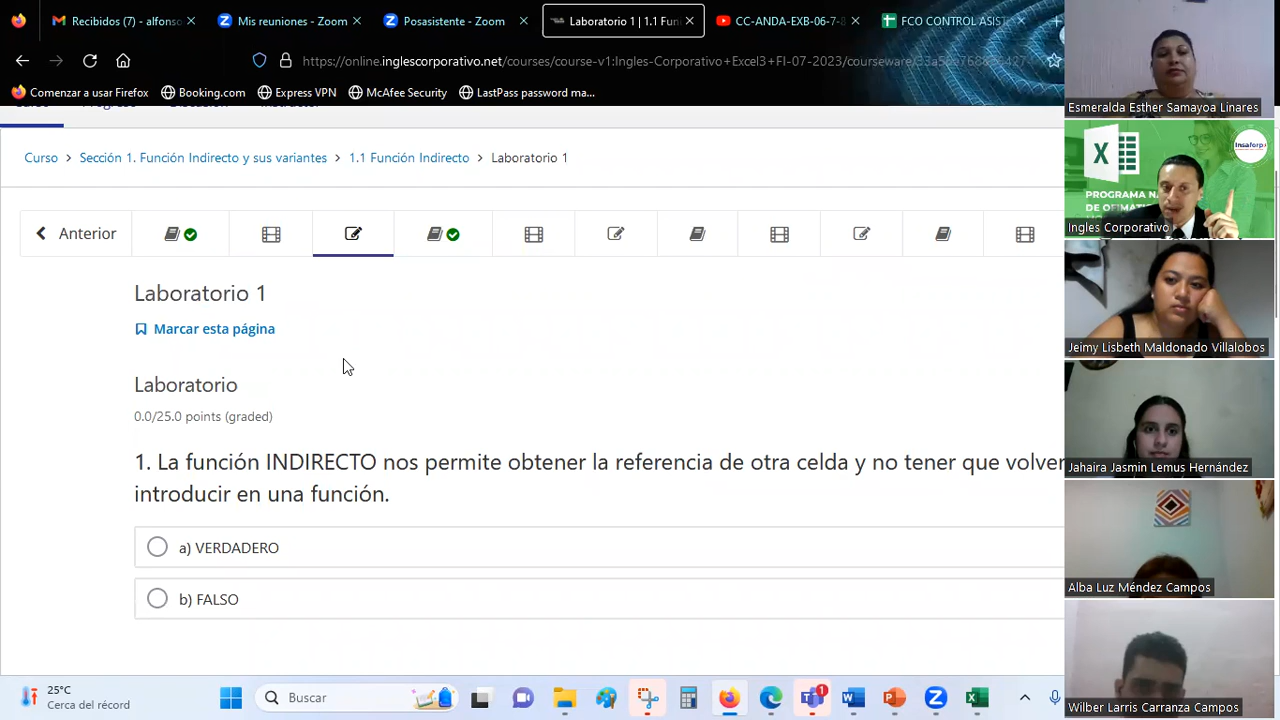 Recibidos (7) - alfonso
Mis reuniones - Zoom
Posasistente - Zoom
Laboratorio 1 | 1.1 Fun
CC-ANDA-EXB-06-7-8
FCO CONTROL ASIST
https://online.inglescorporativo.net/courses/course-v1:Ingles-Corporativo+Excel3+FI-07-2023/courseware/
Comenzar a usar Firefox
Booking.com
Express VPN
McAfee Security
LastPass password ma...
Curso > Sección 1. Función Indirecto y sus variantes > 1.1 Función Indirecto > Laboratorio 1
Anterior
Laboratorio 1
Marcar esta página
Laboratorio
0.0/25.0 points (graded)
1. La función INDIRECTO nos permite obtener la referencia de otra celda y no tener que volver
introducir en una función.
a) VERDADERO
b) FALSO
Esmeralda Esther Samayoa Linares
Insaforp
PROGRAMA NA
DE OFIMATIC
Ingles Corporativo
Jeimy Lisbeth Maldonado Villalobos
Jahaira Jasmin Lemus Hernández
Alba Luz Méndez Campos
Wilber Larris Carranza Campos
25°C
Cerca del récord
Buscar
1